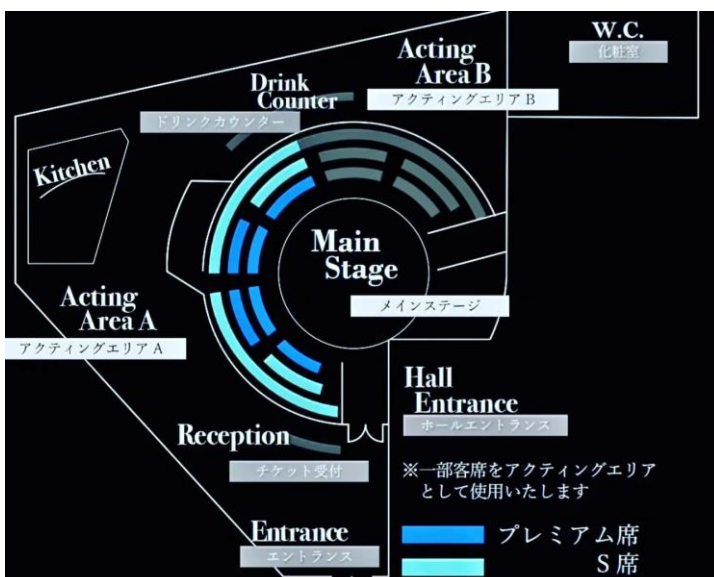 W.C.
化粧室
Acting
Area B
アクティングエリア B
Drink
Counter
ドリンクカウンター
Kitchen
Main
Stage
メインステージ
Acting
Area A
アクティングエリア A
Hall
Entrance
ホールエントランス
Reception
チケット受付
※一部客席をアクティングエリア
として使用いたします
Entrance
エントランス
プレミアム席
S 席